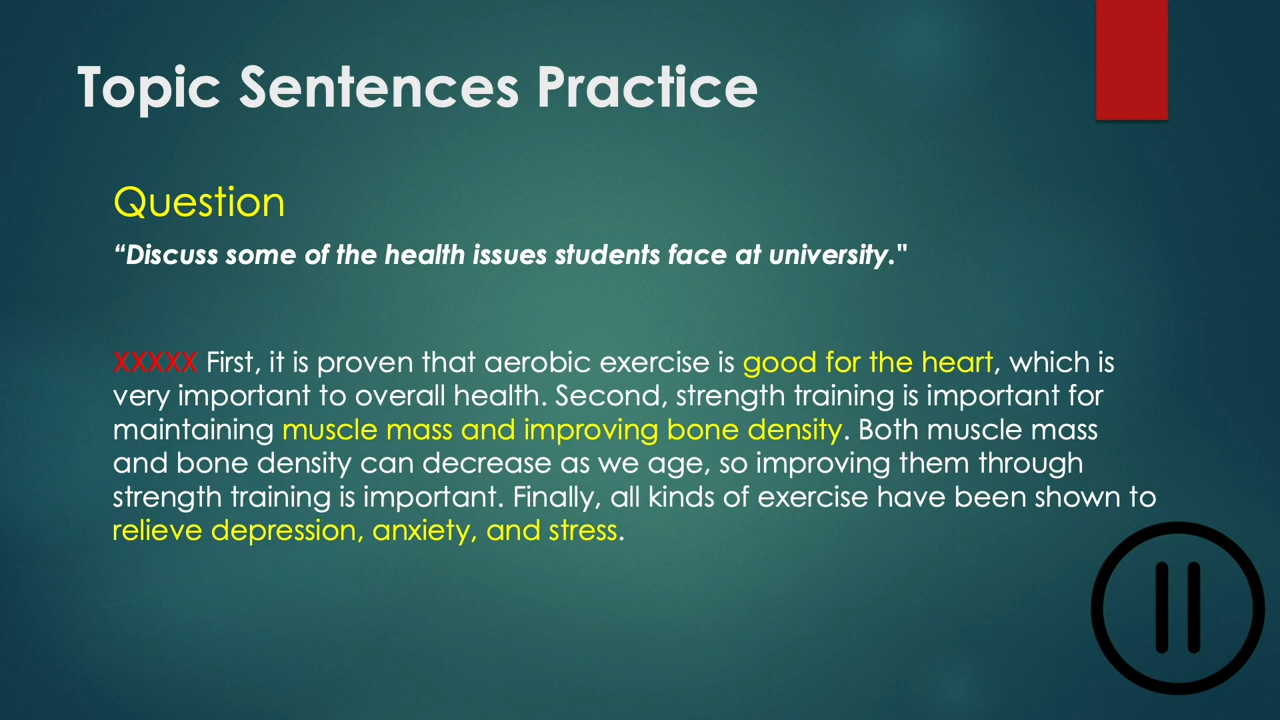 Topic Sentences Practice
Question
“Discuss some of the health issues students face at university."
XXXXX First, it is proven that aerobic exercise is good for the heart, which is
very important to overall health. Second, strength training is important for
maintaining muscle mass and improving bone density. Both muscle mass
and bone density can decrease as we age, so improving them through
strength training is important. Finally, all kinds of exercise have been shown to
relieve depression, anxiety, and stress.